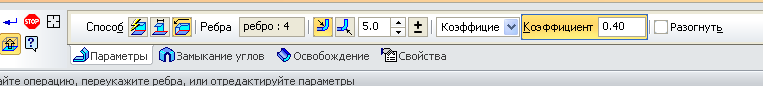 STOP Способ Ребра ребро : 4 5.0 ± Коэффицие Коэффициент 0.40 Разогнуть
Параметры Замыкание углов Освобождение Свойства
айте операцию, переукажите ребра, или отредактируйте параметры